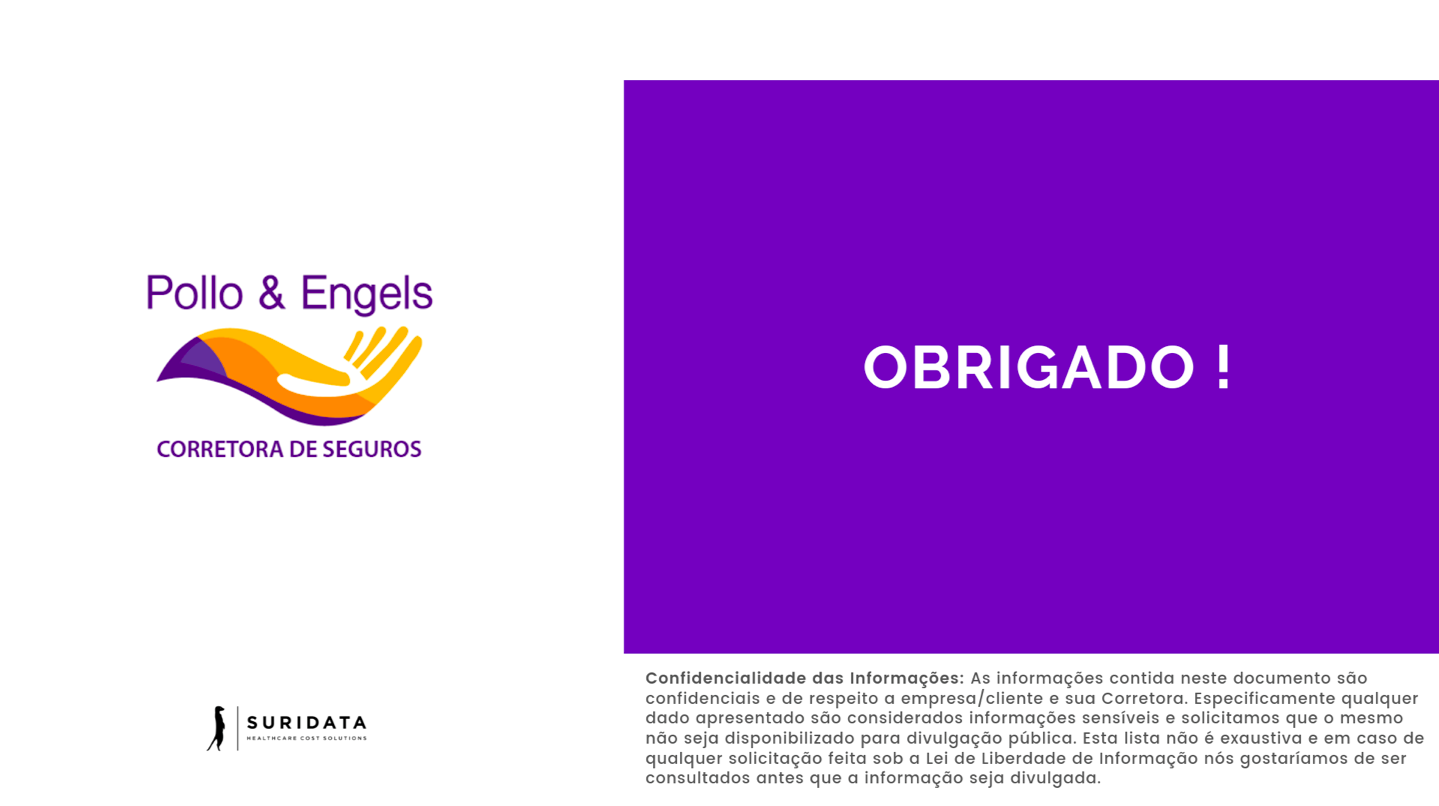 Pollo & Engels
CORRETORA DE SEGUROS
OBRIGADO !
SURIDATA
HEALTHCARE COST SOLUTIONS
Confidencialidade das Informações: As informações contida neste documento são
confidenciais e de respeito a empresa/cliente e sua Corretora. Especificamente qualquer
dado apresentado são considerados informações sensíveis e solicitamos que o mesmo
não seja disponibilizado para divulgação pública. Esta lista não é exaustiva e em caso de
qualquer solicitação feita sob a Lei de Liberdade de Informação nós gostaríamos de ser
consultados antes que a informação seja divulgada.